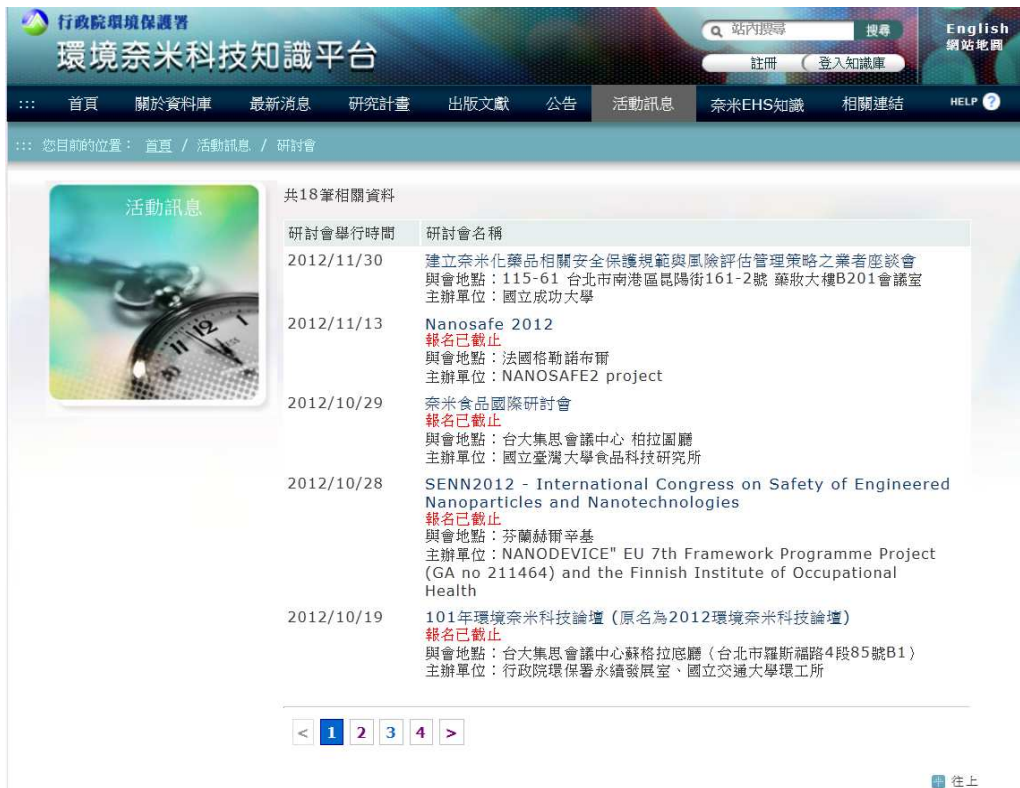 行政院環境保護署
環境奈米科技知識平台
站內搜尋 搜尋
註冊 ( 登入知識庫
English
網站地圖
::: 首頁 關於資料庫 最新消息 研究計畫 出版文獻 公告 活動訊息 奈米EHS知識 相關連結 HELP ?
::: 您目前的位置： 首頁 / 活動訊息 / 研討會
活動訊息
共18筆相關資料
研討會舉行時間 研討會名稱
2012/11/30 建立奈米化藥品相關安全保護規範與風險評估管理策略之業者座談會
與會地點：115-61 台北市南港區昆陽街161-2號 藥妝大樓B201會議室
主辦單位：國立成功大學
2012/11/13 Nanosafe 2012
報名已截止
與會地點：法國格勒諾布爾
主辦單位：NANOSAFE2 project
2012/10/29 奈米食品國際研討會
報名已截止
與會地點：台大集思會議中心 柏拉圖廳
主辦單位：國立臺灣大學食品科技研究所
2012/10/28 SENN2012 - International Congress on Safety of Engineered
Nanoparticles and Nanotechnologies
報名已截止
與會地點：芬蘭赫爾辛基
主辦單位：NANODEVICE" EU 7th Framework Programme Project
(GA no 211464) and the Finnish Institute of Occupational
Health
2012/10/19 101年環境奈米科技論壇 (原名為2012環境奈米科技論壇)
報名已截止
與會地點：台大集思會議中心蘇格拉底廳（台北市羅斯福路4段85號B1）
主辦單位：行政院環保署永續發展室、國立交通大學環工所
< 1 2 3 4 >
往上